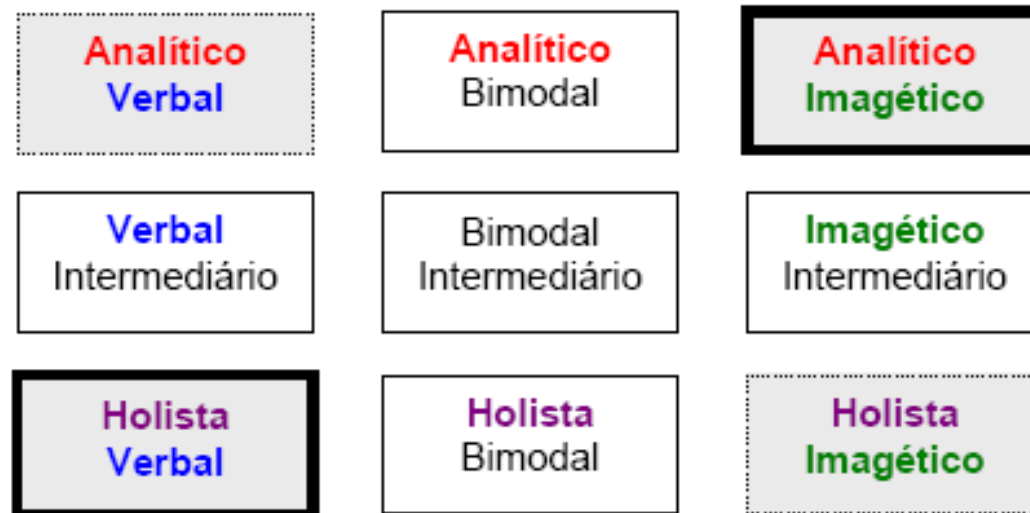 Analítico
Verbal
Analítico
Bimodal
Analítico
Imagético
Verbal
Intermediário
Bimodal
Intermediário
Imagético
Intermediário
Holista
Verbal
Holista
Bimodal
Holista
Imagético